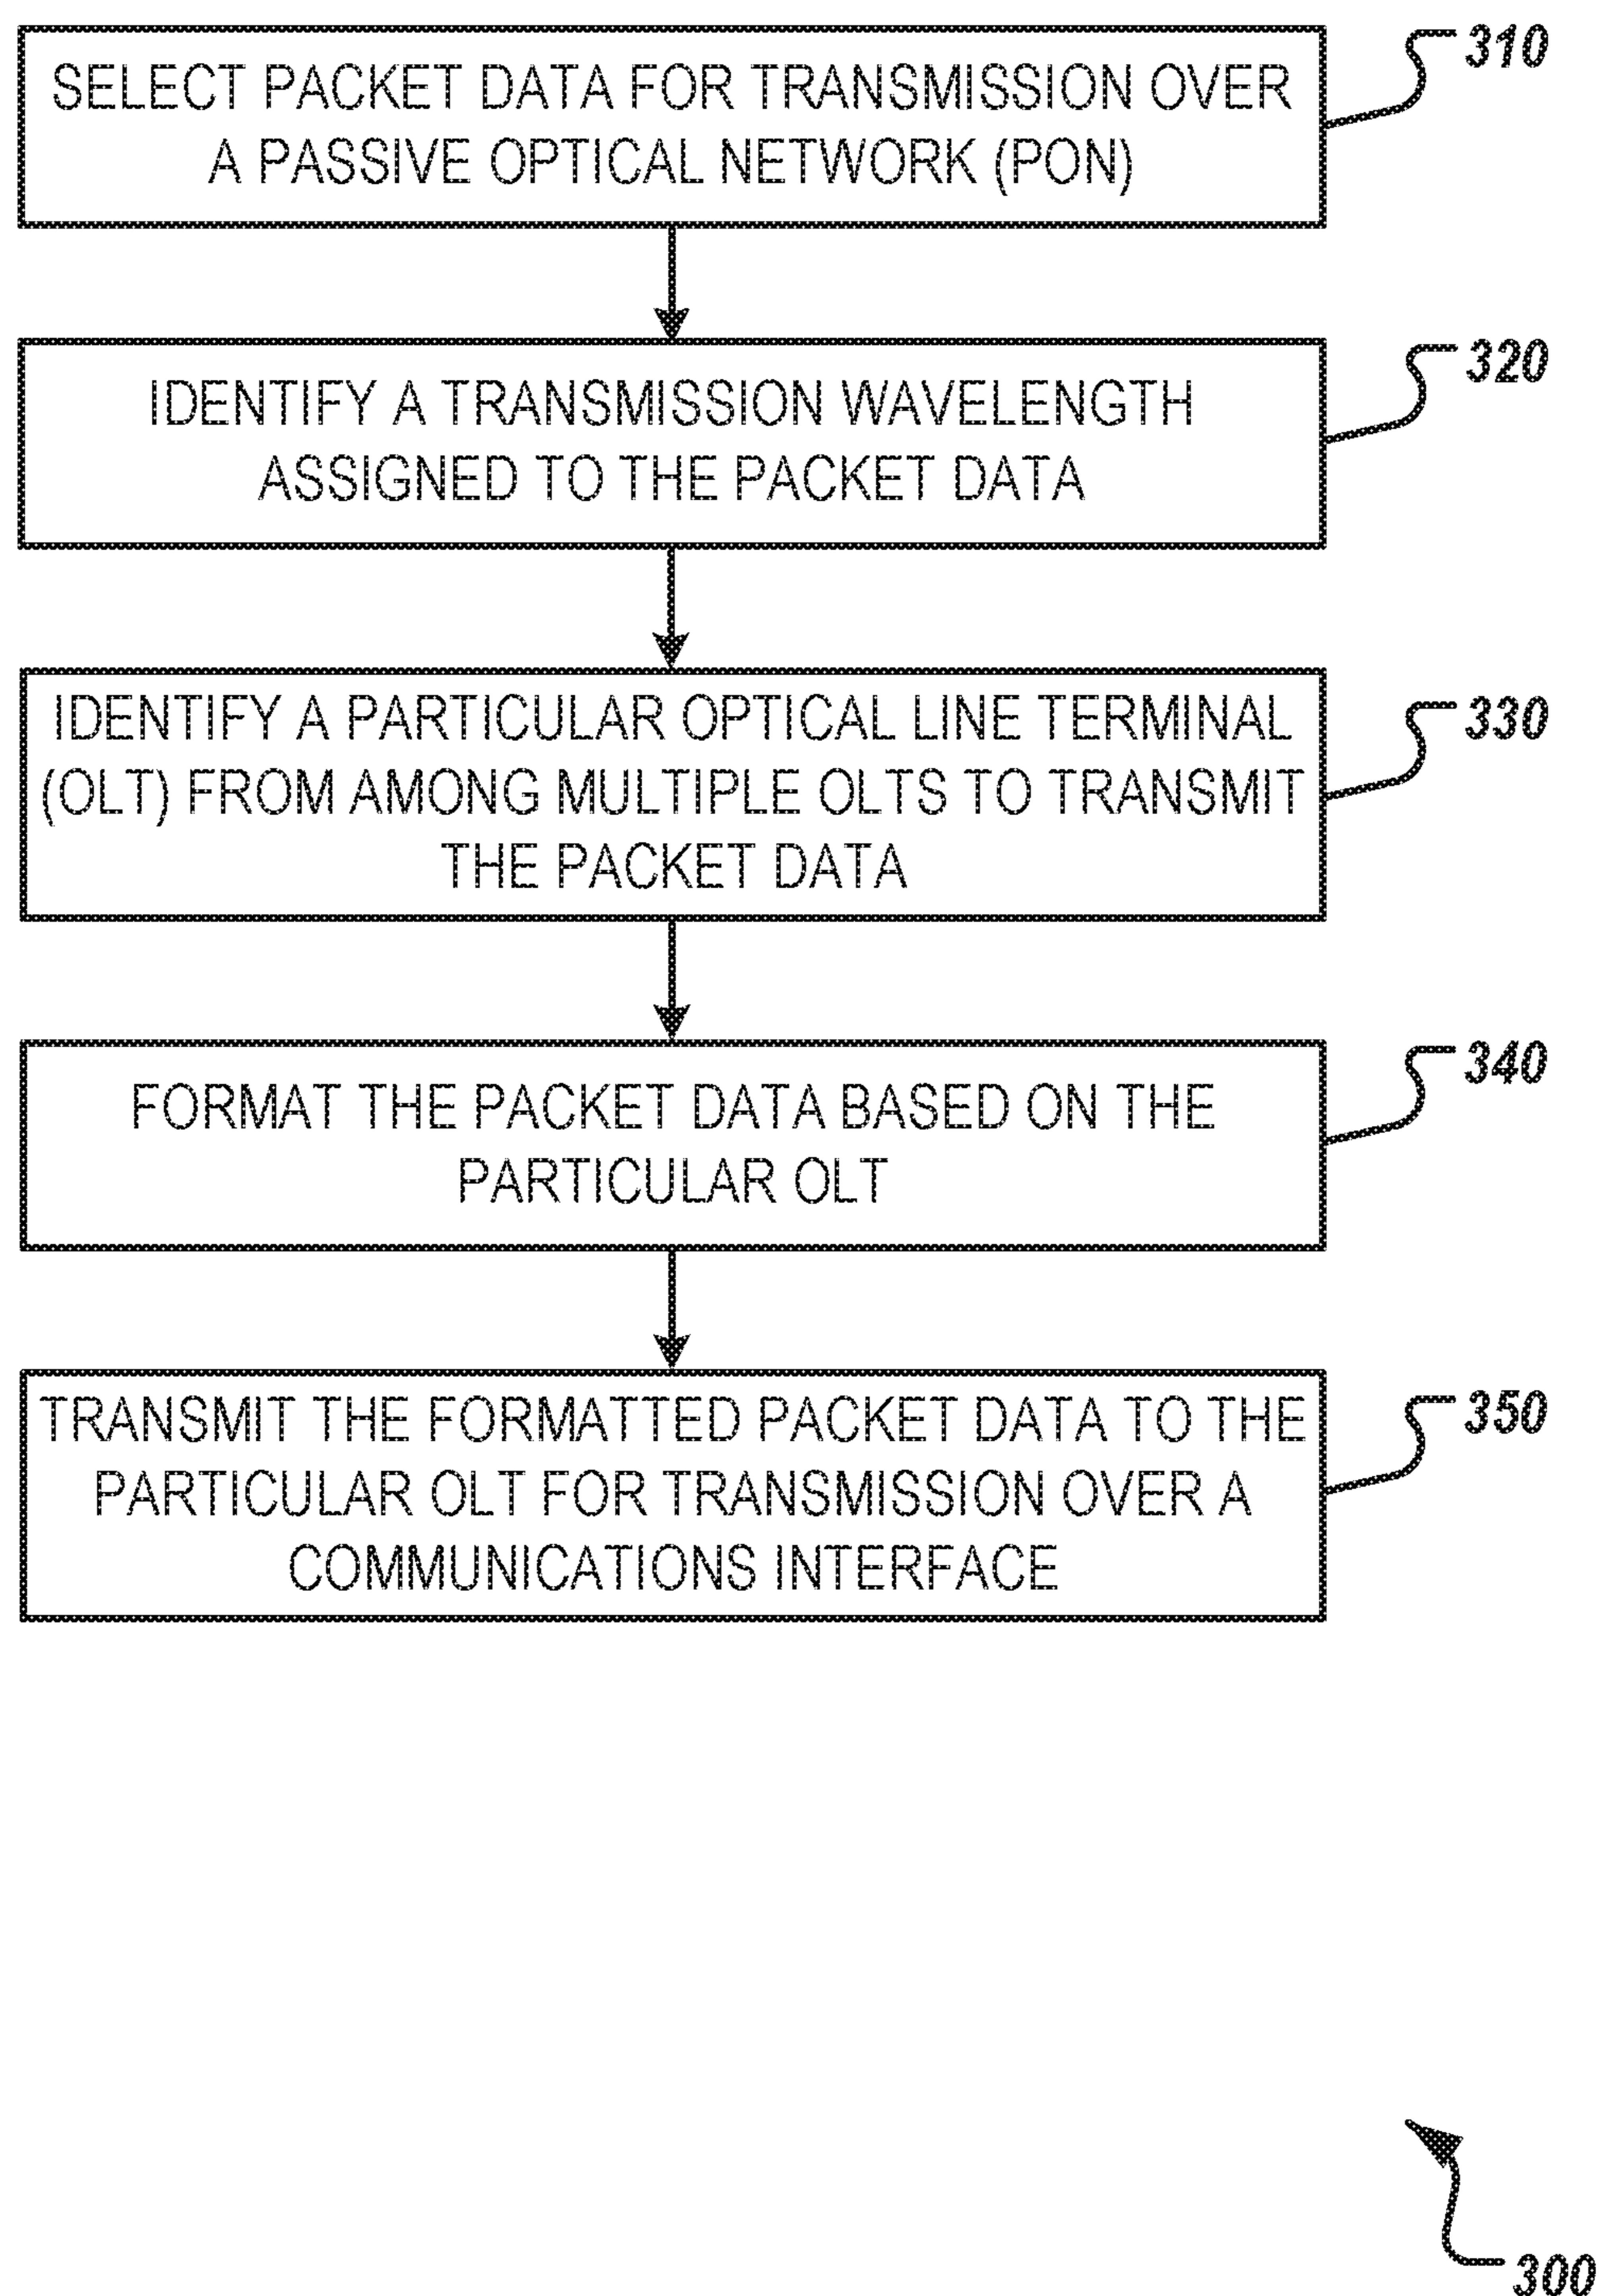 SELECT PACKET DATA FOR TRANSMISSION OVER
A PASSIVE OPTICAL NETWORK (PON)
310
IDENTIFY A TRANSMISSION WAVELENGTH
ASSIGNED TO THE PACKET DATA
320
IDENTIFY A PARTICULAR OPTICAL LINE TERMINAL
(OLT) FROM AMONG MULTIPLE OLTS TO TRANSMIT
THE PACKET DATA
330
FORMAT THE PACKET DATA BASED ON THE
PARTICULAR OLT
340
TRANSMIT THE FORMATTED PACKET DATA TO THE
PARTICULAR OLT FOR TRANSMISSION OVER A
COMMUNICATIONS INTERFACE
350
300